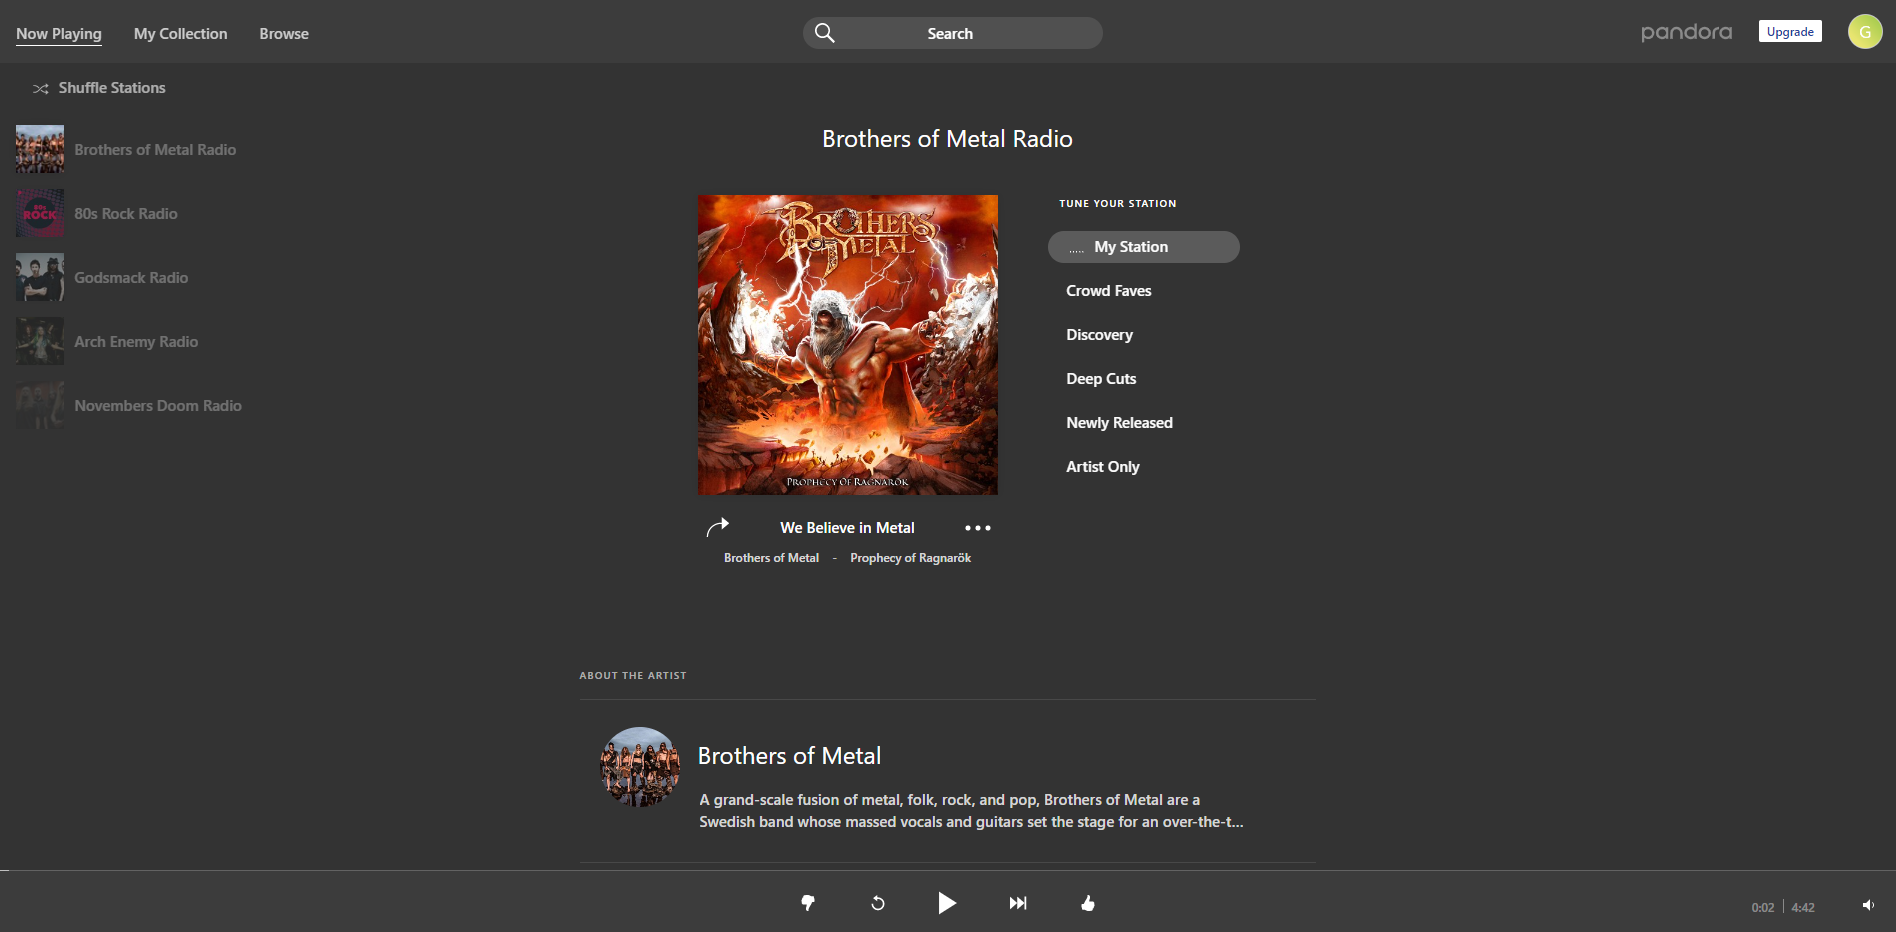 Now Playing
My Collection
Browse
Search
pandora
Upgrade
G
Shuffle Stations
Brothers of Metal Radio
80s ROCK
80s Rock Radio
Godsmack Radio
Arch Enemy Radio
Novembers Doom Radio
Brothers of Metal Radio
BROTHERS
OF METAL
PROPHECY OF RAGNARÖK
TUNE YOUR STATION
..... My Station
Crowd Faves
Discovery
Deep Cuts
Newly Released
Artist Only
We Believe in Metal
Brothers of Metal - Prophecy of Ragnarök
ABOUT THE ARTIST
Brothers of Metal
A grand-scale fusion of metal, folk, rock, and pop, Brothers of Metal are a
Swedish band whose massed vocals and guitars set the stage for an over-the-t...
0:02 | 4:42